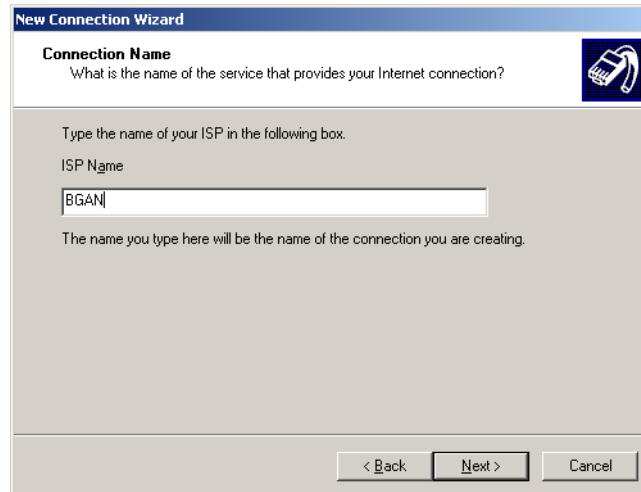 New Connection Wizard
Connection Name
What is the name of the service that provides your Internet connection?
Type the name of your ISP in the following box.
ISP Name
BGAN
The name you type here will be the name of the connection you are creating.
< Back Next > Cancel